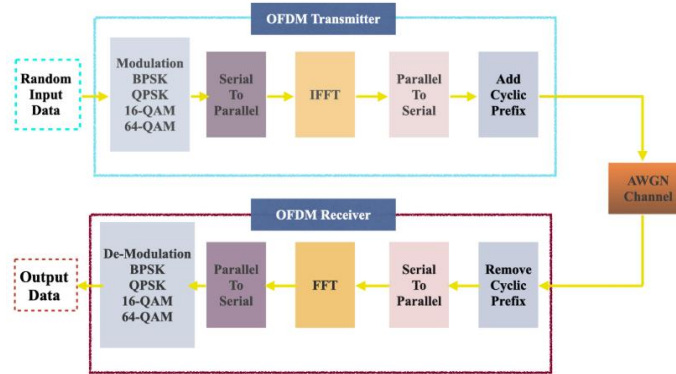 OFDM Transmitter
Random
Input
Data
Modulation
BPSK
QPSK
16-QAM
64-QAM
Serial
To
Parallel
IFFT
Parallel
To
Serial
Add
Cyclic
Prefix
AWGN
Channel
OFDM Receiver
Output
Data
De-Modulation
BPSK
QPSK
16-QAM
64-QAM
Parallel
To
Serial
FFT
Serial
To
Parallel
Remove
Cyclic
Prefix